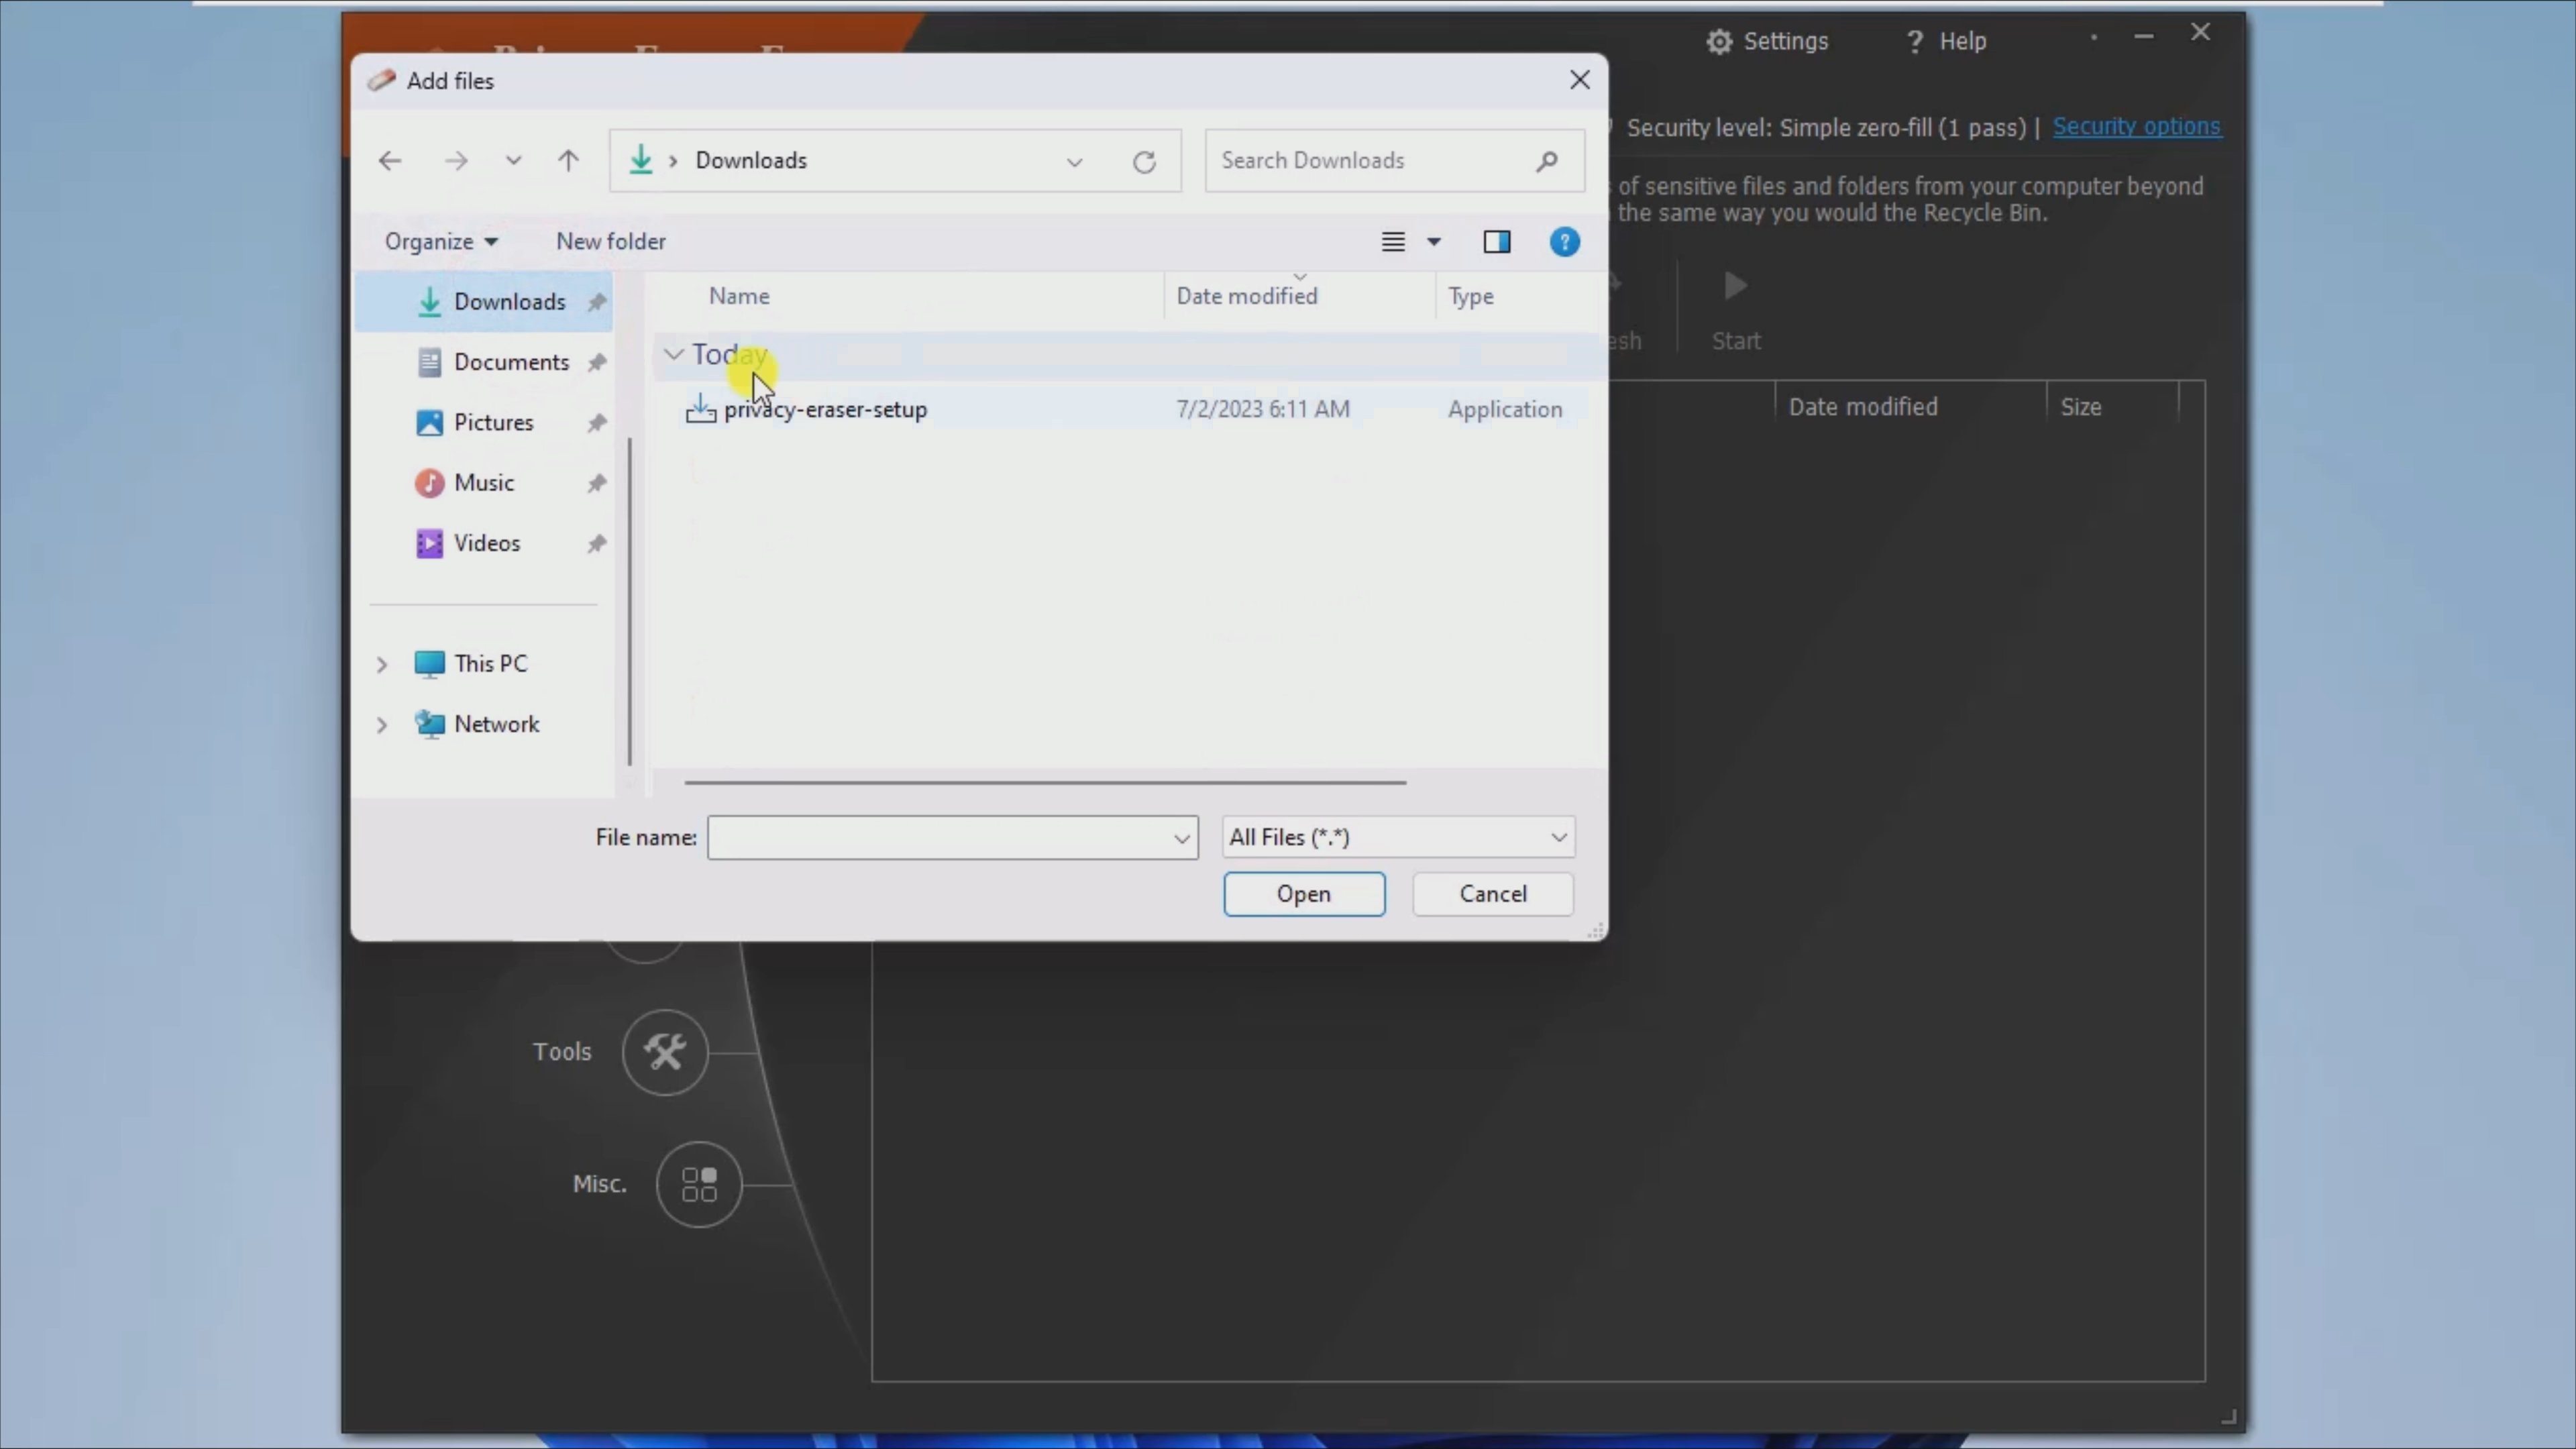 Settings
Help
Add files
Security level: Simple zero-fill (1 pass) | Security options
Downloads
Search Downloads
of sensitive files and folders from your computer beyond
the same way you would the Recycle Bin.
Organize
New folder
Downloads
Documents
Pictures
Music
Videos
This PC
Network
Name
Date modified
Type
Today
privacy-eraser-setup
7/2/2023 6:11 AM
Application
Start
Date modified
Size
File name:
All Files (*.*)
Open
Cancel
Tools
Misc.